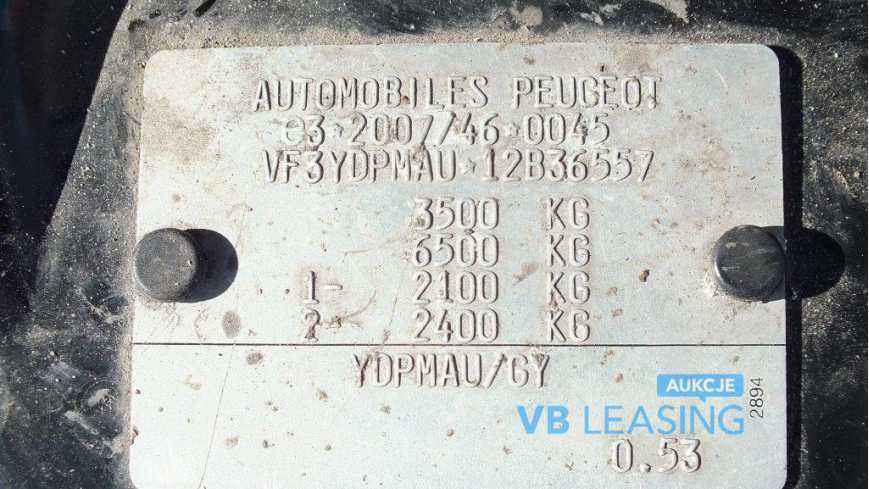 AUTOMOBILES PEUGEOT
e3*2007/46*0045
VF3YDPMAU*12B36557
3500 KG
6500 KG
1- 2100 KG
2- 2400 KG
YDPMAU/GY
AUKCJE
VB LEASING
2894
0.53